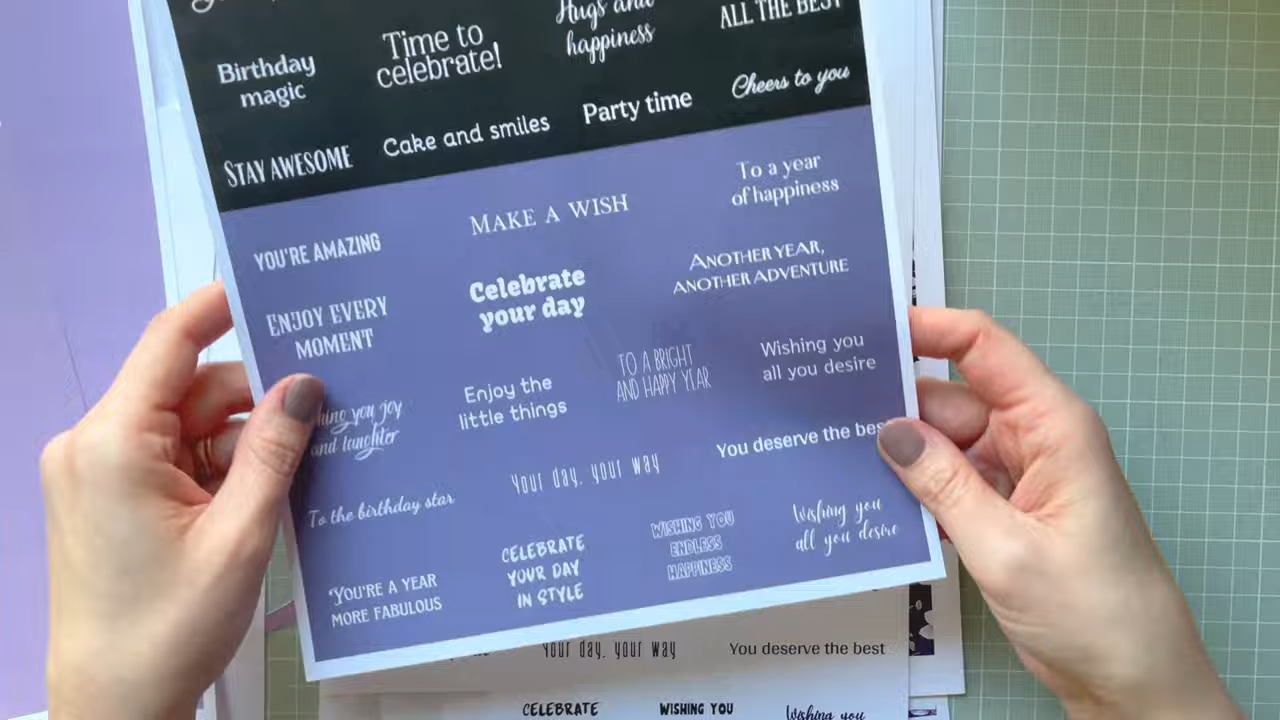 Hugs and
happiness
ALL THE BEST
Birthday
magic
Time to
celebrate!
Cheers to you
Party time
Cake and smiles
STAY AWESOME
To a year
of happiness
MAKE A WISH
YOU'RE AMAZING
ANOTHER YEAR,
ANOTHER ADVENTURE
Celebrate
your day
ENJOY EVERY
MOMENT
TO A BRIGHT
AND HAPPY YEAR
Wishing you
all you desire
Enjoy the
little things
you joy
and laughter
You deserve the best
Your day, your way
To the birthday star
CELEBRATE
YOUR DAY
IN STYLE
WISHING YOU
ENDLESS
HAPPINESS
Wishing you
all you desire
YOU'RE A YEAR
MORE FABULOUS
Your day, your way
You deserve the best
CELEBRATE
WISHING YOU
Wishing you